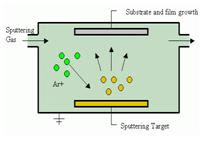 Substrate and film growth
Sputtering
Gas
Ar+
Sputtering Target